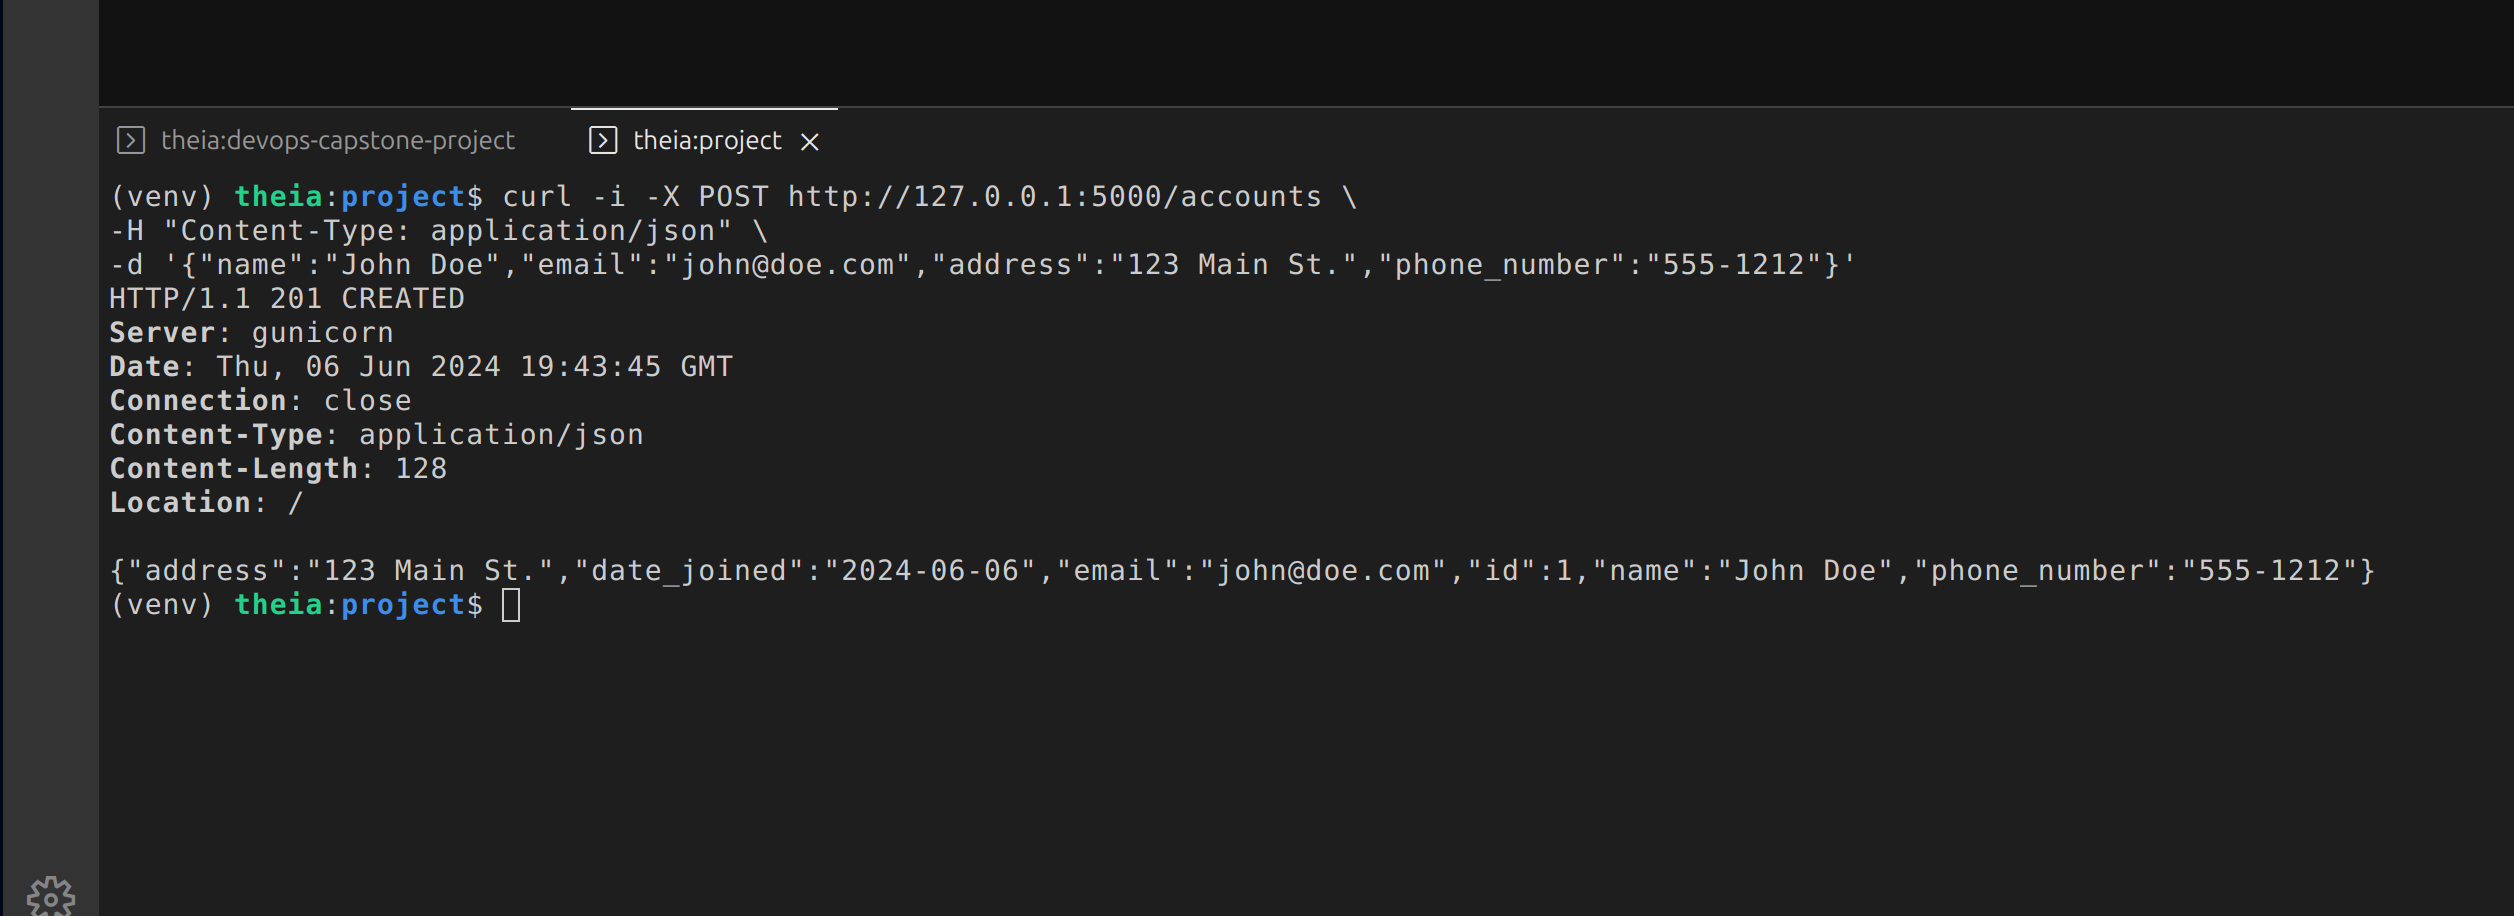 theia:devops-capstone-project theia:project
(venv) theia:project$ curl -i -X POST http://127.0.0.1:5000/accounts \
-H "Content-Type: application/json" \
-d '{"name":"John Doe","email":"john@doe.com","address":"123 Main St.","phone_number":"555-1212"}'
HTTP/1.1 201 CREATED
Server: gunicorn
Date: Thu, 06 Jun 2024 19:43:45 GMT
Connection: close
Content-Type: application/json
Content-Length: 128
Location: /

{"address":"123 Main St.","date_joined":"2024-06-06","email":"john@doe.com","id":1,"name":"John Doe","phone_number":"555-1212"}
(venv) theia:project$